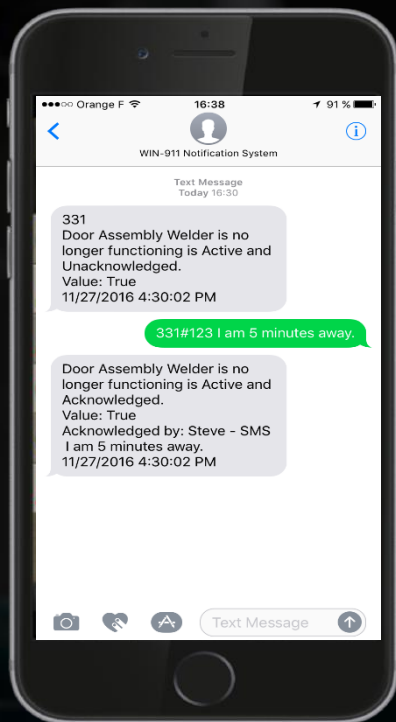 Orange F 16:38 91 %
WIN-911 Notification System
Text Message
Today 16:30
331
Door Assembly Welder is no
longer functioning is Active and
Unacknowledged.
Value: True
11/27/2016 4:30:02 PM
331#123 I am 5 minutes away.
Door Assembly Welder is no
longer functioning is Active and
Acknowledged.
Value: True
Acknowledged by: Steve - SMS
I am 5 minutes away.
11/27/2016 4:30:02 PM
Text Message